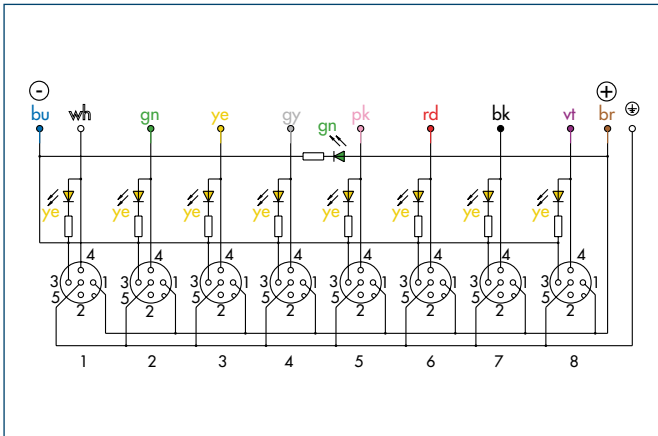 - +
bu wh gn ye gy gn pk rd bk vt br
ye ye ye ye ye ye ye ye
4 4 4 4 4 4 4 4
3 1 3 1 3 1 3 1 3 1 3 1 3 1 3 1
5 5 5 5 5 5 5 5
2 2 2 2 2 2 2 2
1 2 3 4 5 6 7 8